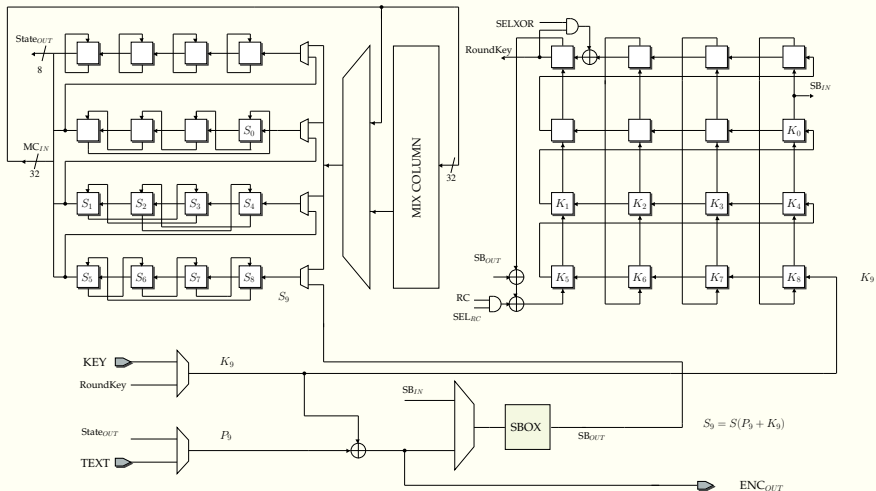 State_OUT
8
MC_IN
32
S_0
S_1
S_2
S_3
S_4
S_5
S_6
S_7
S_8
S_9
MIX COLUMN
32
SELXOR
RoundKey
SB_IN
K_0
K_1
K_2
K_3
K_4
K_5
K_6
K_7
K_8
K_9
SB_OUT
RC
SEL_RC
KEY
RoundKey
K_9
State_OUT
TEXT
P_9
SB_IN
SBOX
SB_OUT
S_9 = S(P_9 + K_9)
ENC_OUT